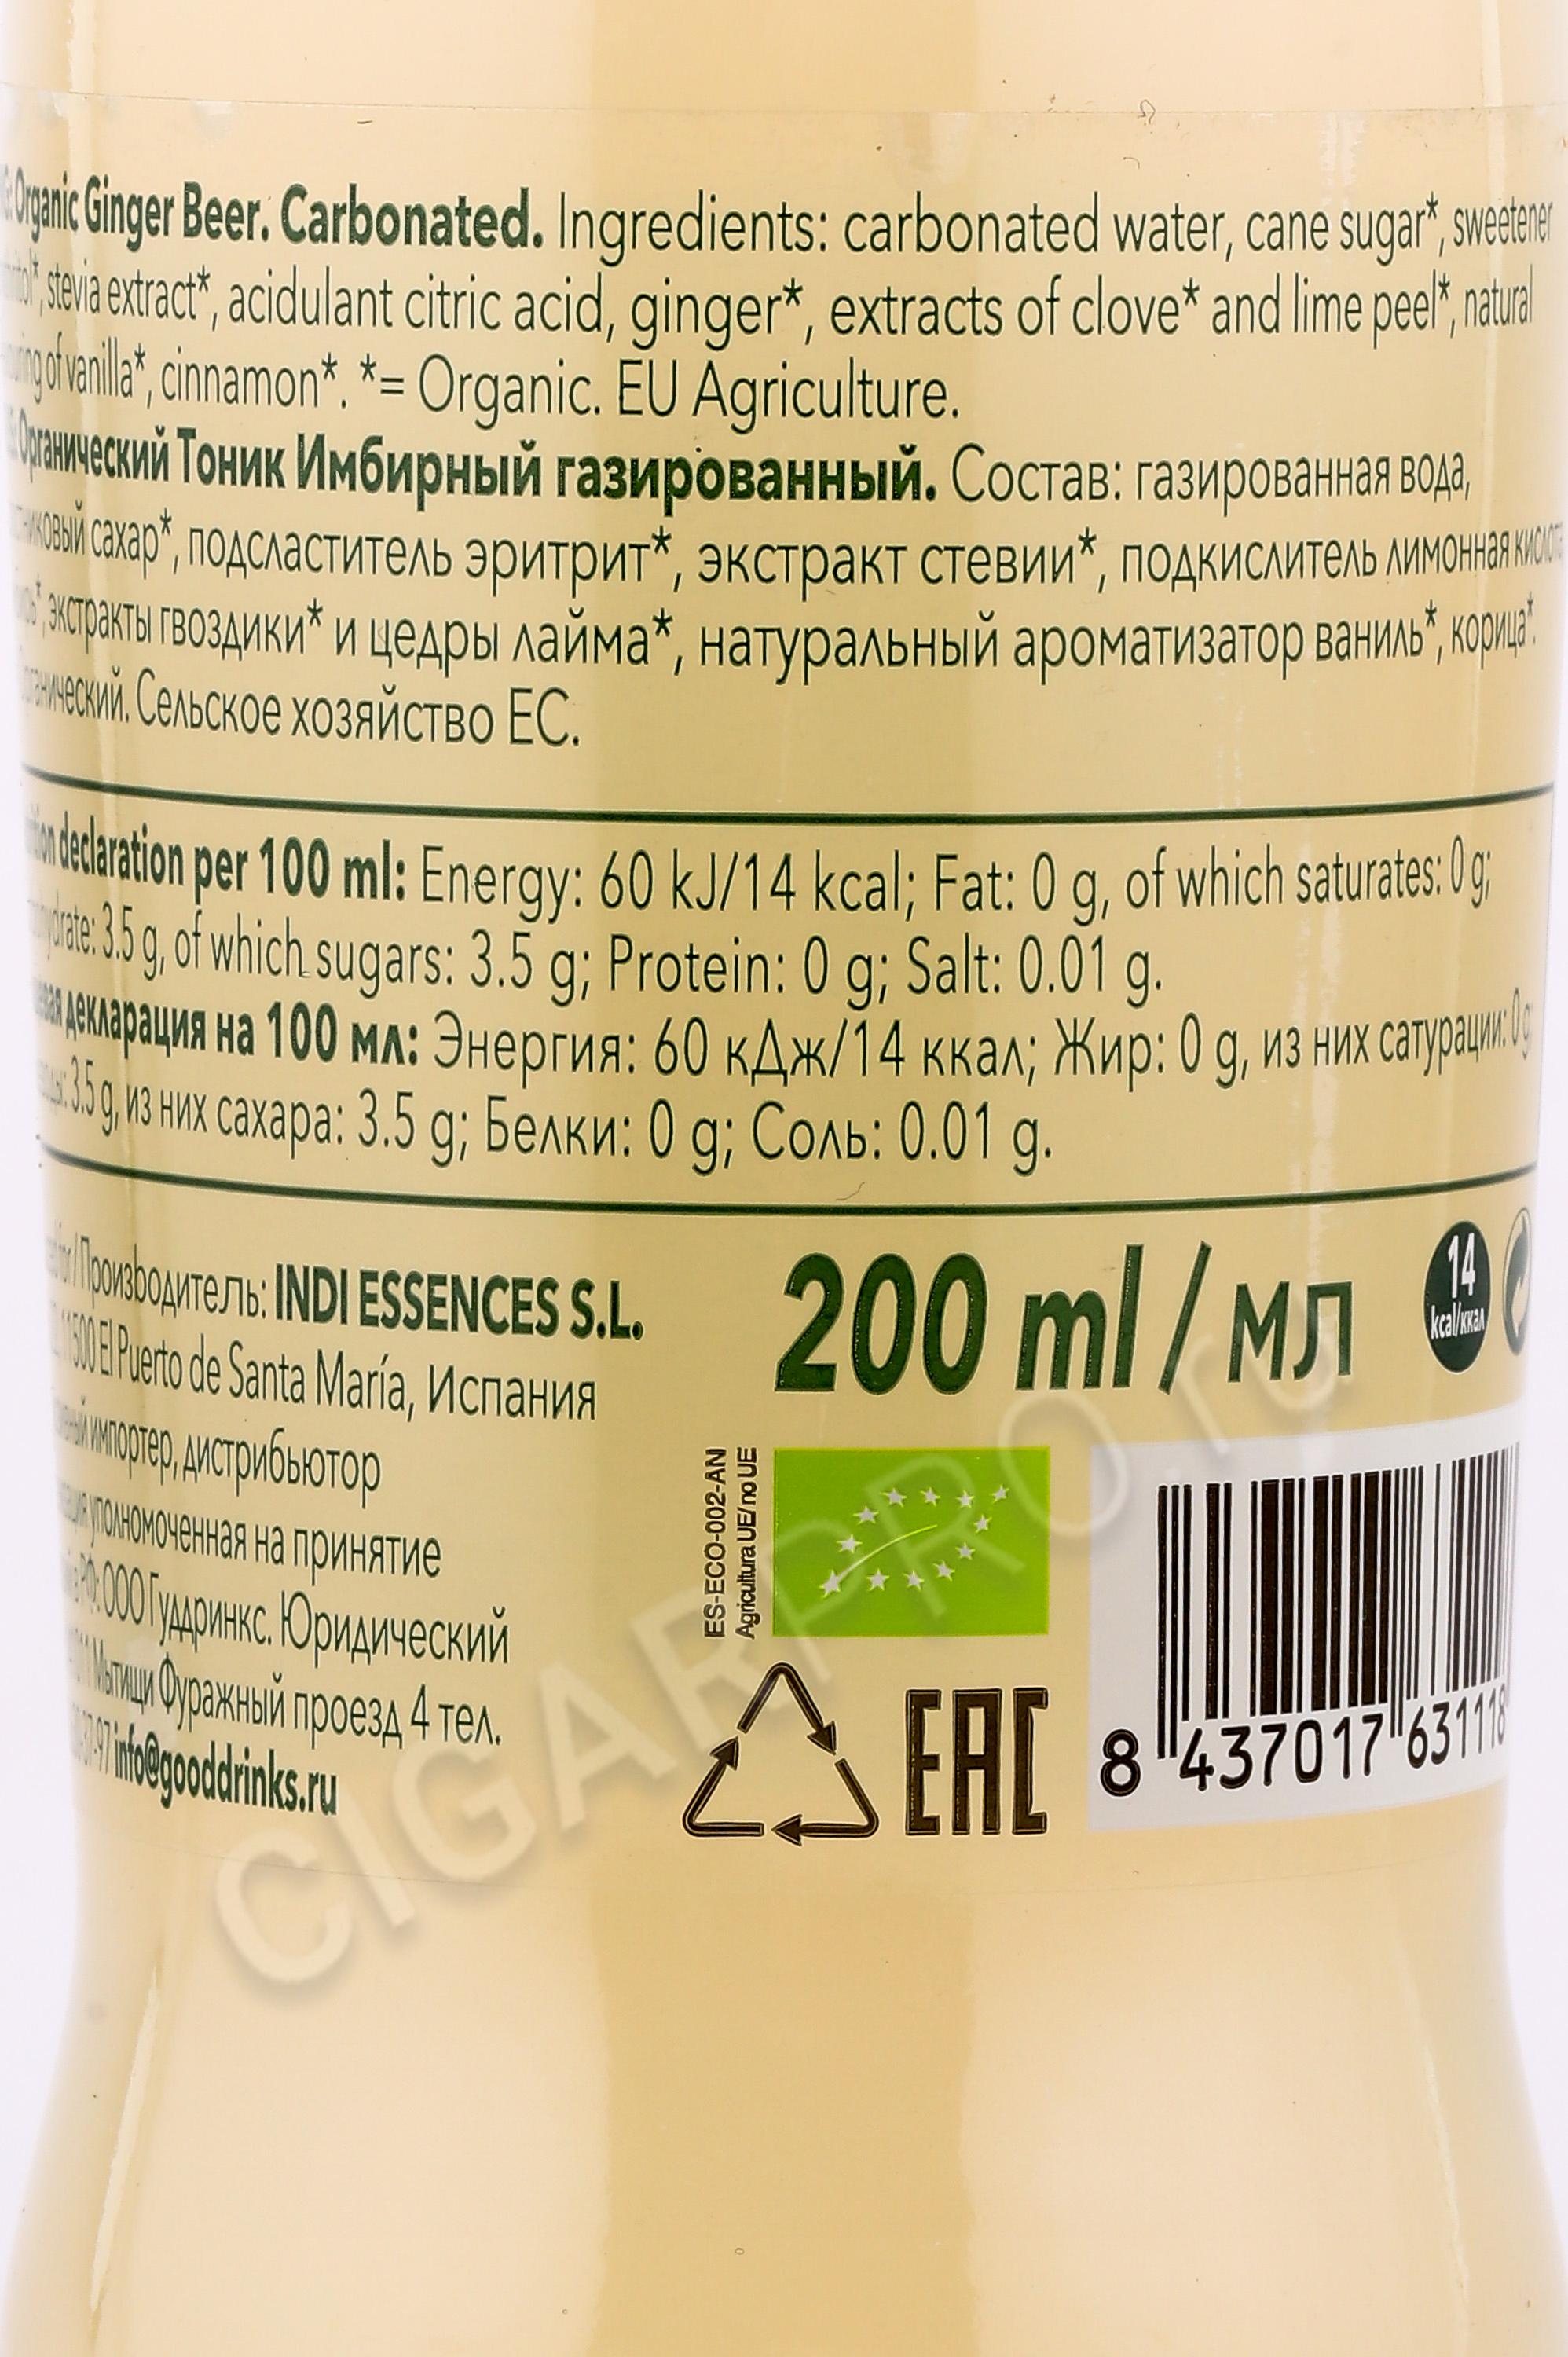 Organic Ginger Beer. Carbonated. Ingredients: carbonated water, cane sugar*, sweetener
stevia extract*, acidulant citric acid, ginger*, extracts of clove* and lime peel*, natural
of vanilla*, cinnamon*. *= Organic. EU Agriculture.
Органический Тоник Имбирный газированный. Состав: газированная вода,
сахар*, подсластитель эритрит*, экстракт стевии*, подкислитель лимонная кислота
экстракты гвоздики* и цедры лайма*, натуральный ароматизатор ваниль*, корица*.
Сельское хозяйство ЕС.
declaration per 100 ml: Energy: 60 kJ/14 kcal; Fat: 0 g, of which saturates: 0 g;
3.5 g, of which sugars: 3.5 g; Protein: 0 g; Salt: 0.01 g.
декларация на 100 мл: Энергия: 60 кДж/14 ккал; Жир: 0 g, из них сатурации: 0 g;
3.5 g, из них сахара: 3.5 g; Белки: 0 g; Соль: 0.01 g.
Производитель: INDI ESSENCES S.L.
11500 El Puerto de Santa María, Испания
импортер, дистрибьютор
уполномоченная на принятие
РФ: ООО Гуддринкс. Юридический
Мытищи Фуражный проезд 4 тел.
info@gooddrinks.ru
200 ml / мл
14
kcal/ккал
ES-ECO-002-AN
Agricultura UE/no UE
EAC
8 437017 631118
CIGARPRO.ru